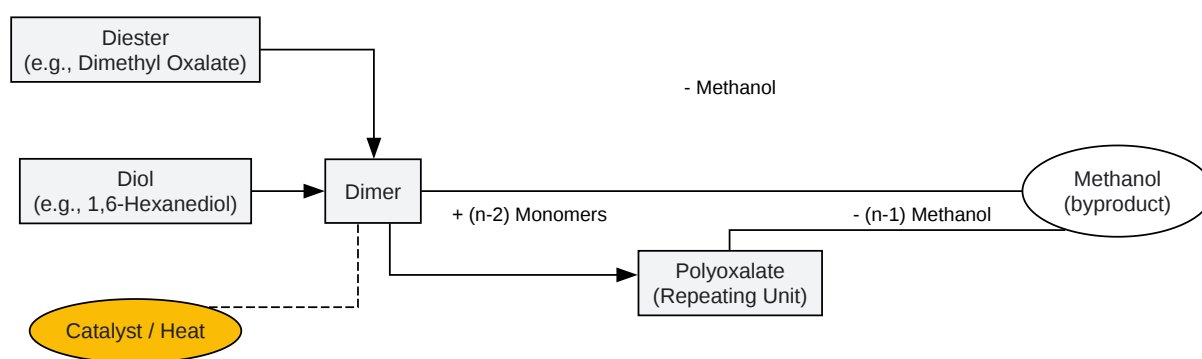 Diester
(e.g., Dimethyl Oxalate)
- Methanol
Diol
(e.g., 1,6-Hexanediol)
Dimer
Methanol
(byproduct)
+ (n-2) Monomers
- (n-1) Methanol
Polyoxalate
(Repeating Unit)
Catalyst / Heat